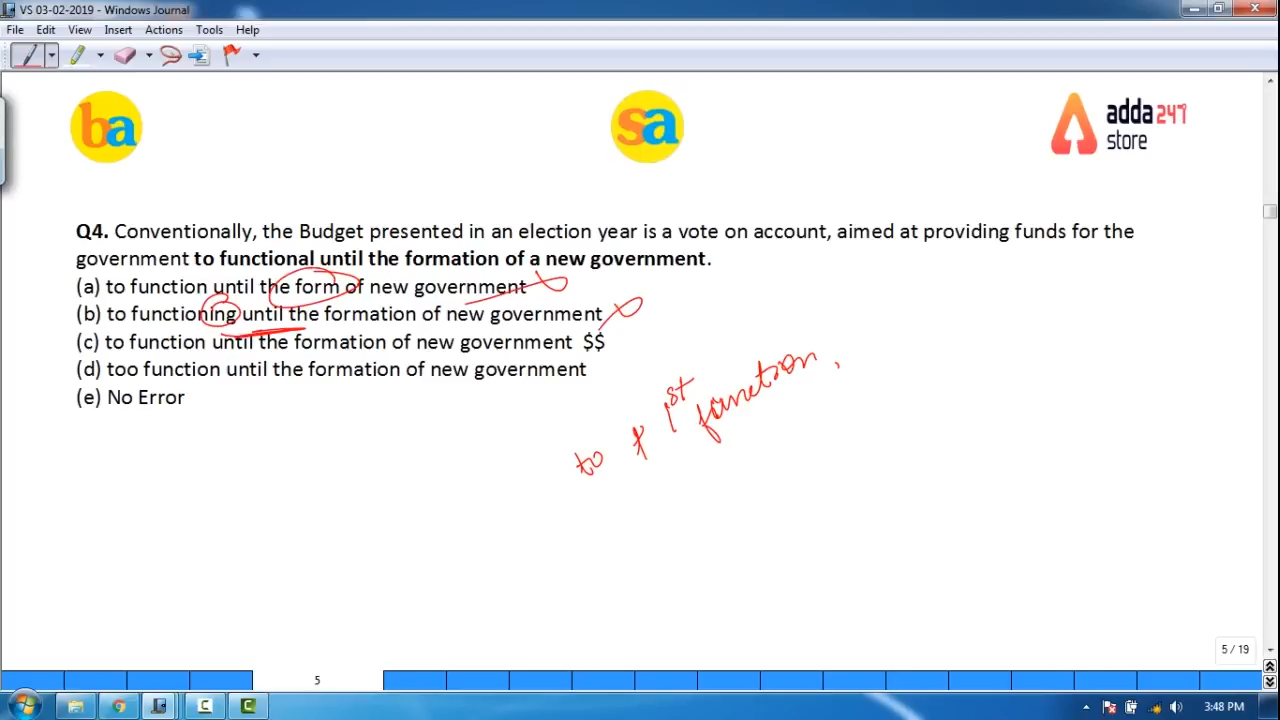 VS 03-02-2019 - Windows Journal
File Edit View Insert Actions Tools Help
ba
sa
adda 247
store
Q4. Conventionally, the Budget presented in an election year is a vote on account, aimed at providing funds for the
government to functional until the formation of a new government.
(a) to function until the form of new government
(b) to functioning until the formation of new government
(c) to function until the formation of new government $$
(d) too function until the formation of new government
(e) No Error
to 1st function
5 / 19
5
3:48 PM